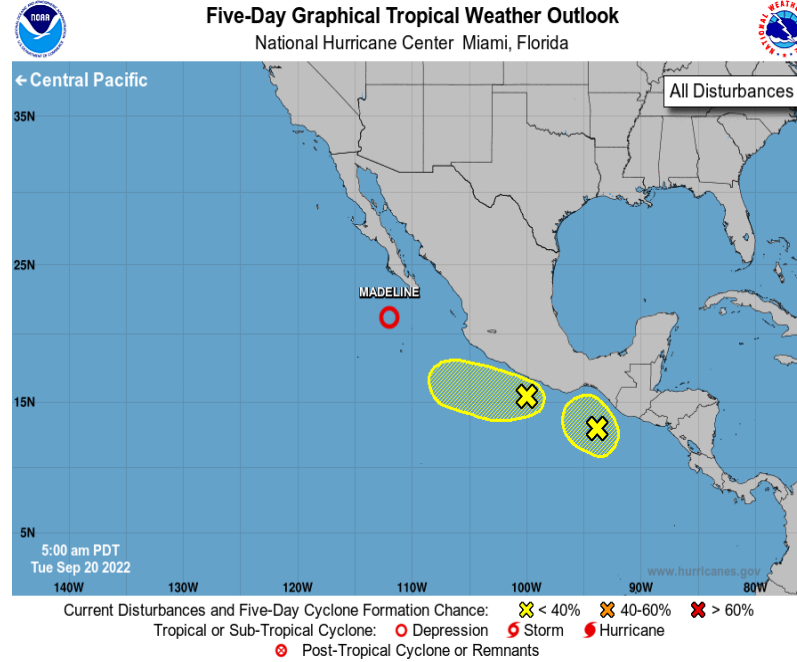 Five-Day Graphical Tropical Weather Outlook
National Hurricane Center Miami, Florida
NOAA
← Central Pacific
All Disturbances
35N
25N
MADELINE
15N
5N
5:00 am PDT
Tue Sep 20 2022
www.hurricanes.gov
140W 130W 120W 110W 100W 90W 80W
Current Disturbances and Five-Day Cyclone Formation Chance: < 40% 40-60% > 60%
Tropical or Sub-Tropical Cyclone: Depression Storm Hurricane
Post-Tropical Cyclone or Remnants